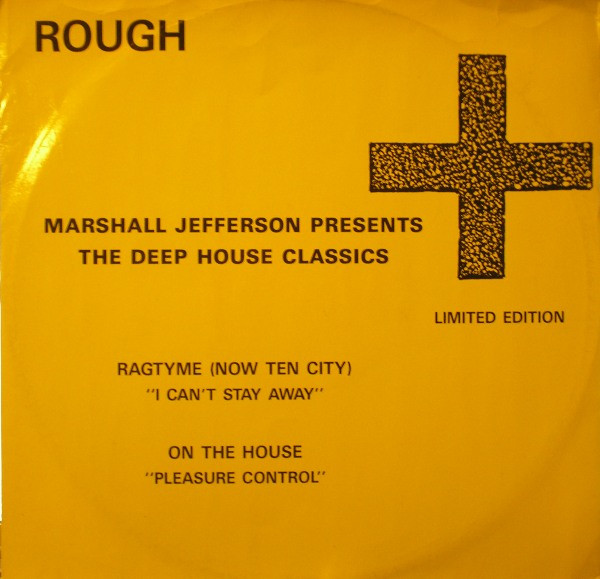 ROUGH
MARSHALL JEFFERSON PRESENTS
THE DEEP HOUSE CLASSICS
LIMITED EDITION
RAGTYME (NOW TEN CITY)
"I CAN'T STAY AWAY"
ON THE HOUSE
"PLEASURE CONTROL"